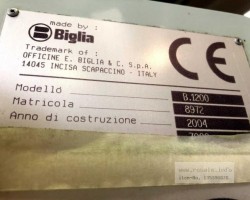 made by :
Biglia
Trademark of :
OFFICINE E. BIGLIA & C. S.p.A.
14045 INCISA SCAPACCINO - ITALY
CE
Modello B.1200
Matricola 8972
Anno di costruzione 2004